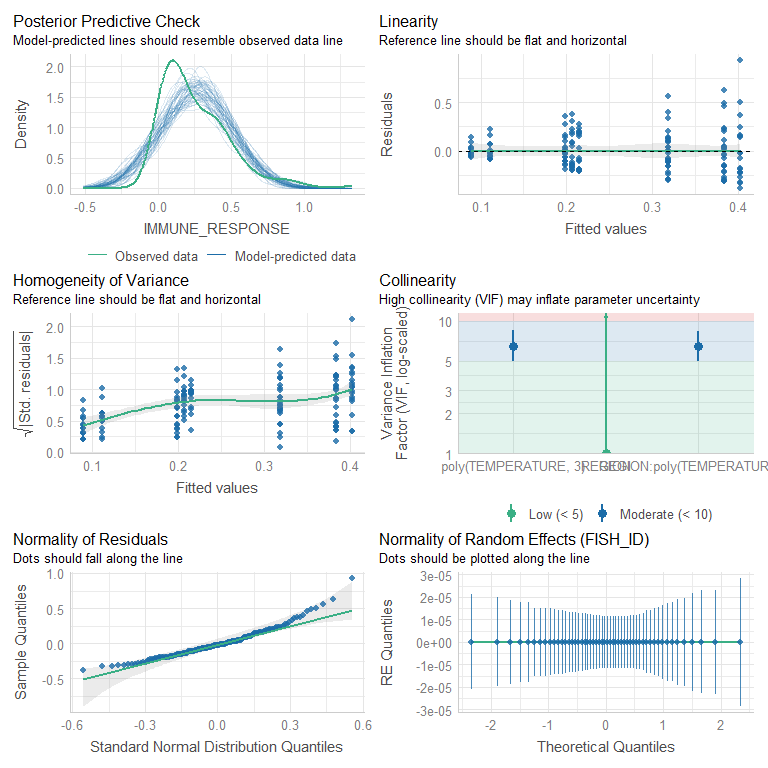 Posterior Predictive Check
Model-predicted lines should resemble observed data line
2.0
1.5
1.0
0.5
0.0
Density
-0.5
0.0
0.5
1.0
IMMUNE_RESPONSE
Observed data
Model-predicted data
Linearity
Reference line should be flat and horizontal
0.5
0.0
Residuals
0.1
0.2
0.3
0.4
Fitted values
Homogeneity of Variance
Reference line should be flat and horizontal
2.0
1.5
1.0
0.5
0.0
√|Std. residuals|
0.1
0.2
0.3
0.4
Fitted values
Collinearity
High collinearity (VIF) may inflate parameter uncertainty
10
5
3
2
1
Variance Inflation
Factor (VIF, log-scaled)
poly(TEMPERATURE, 3)
REGION
REGION:poly(TEMPERATUR
Low (< 5)
Moderate (< 10)
Normality of Residuals
Dots should fall along the line
1.0
0.5
0.0
-0.5
Sample Quantiles
-0.6
-0.3
0.0
0.3
0.6
Standard Normal Distribution Quantiles
Normality of Random Effects (FISH_ID)
Dots should be plotted along the line
3e-05
2e-05
1e-05
0e+00
-1e-05
-2e-05
-3e-05
RE Quantiles
-2
-1
0
1
2
Theoretical Quantiles